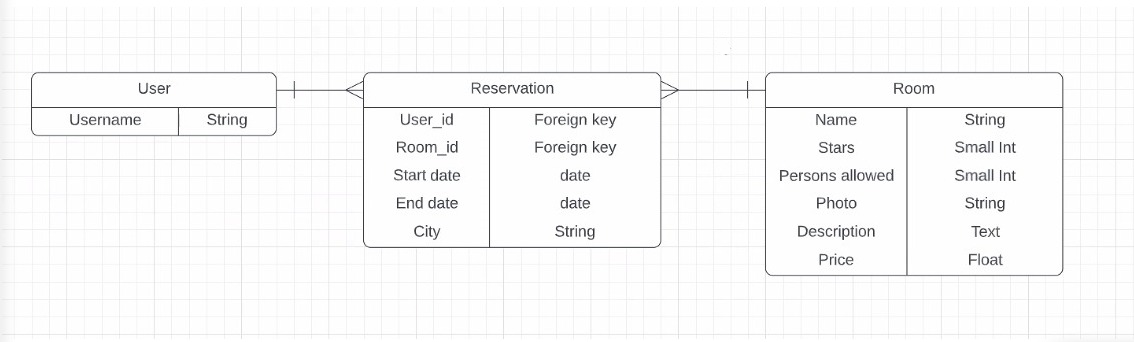 User
Username String
Reservation
User_id Foreign key
Room_id Foreign key
Start date date
End date date
City String
Room
Name String
Stars Small Int
Persons allowed Small Int
Photo String
Description Text
Price Float